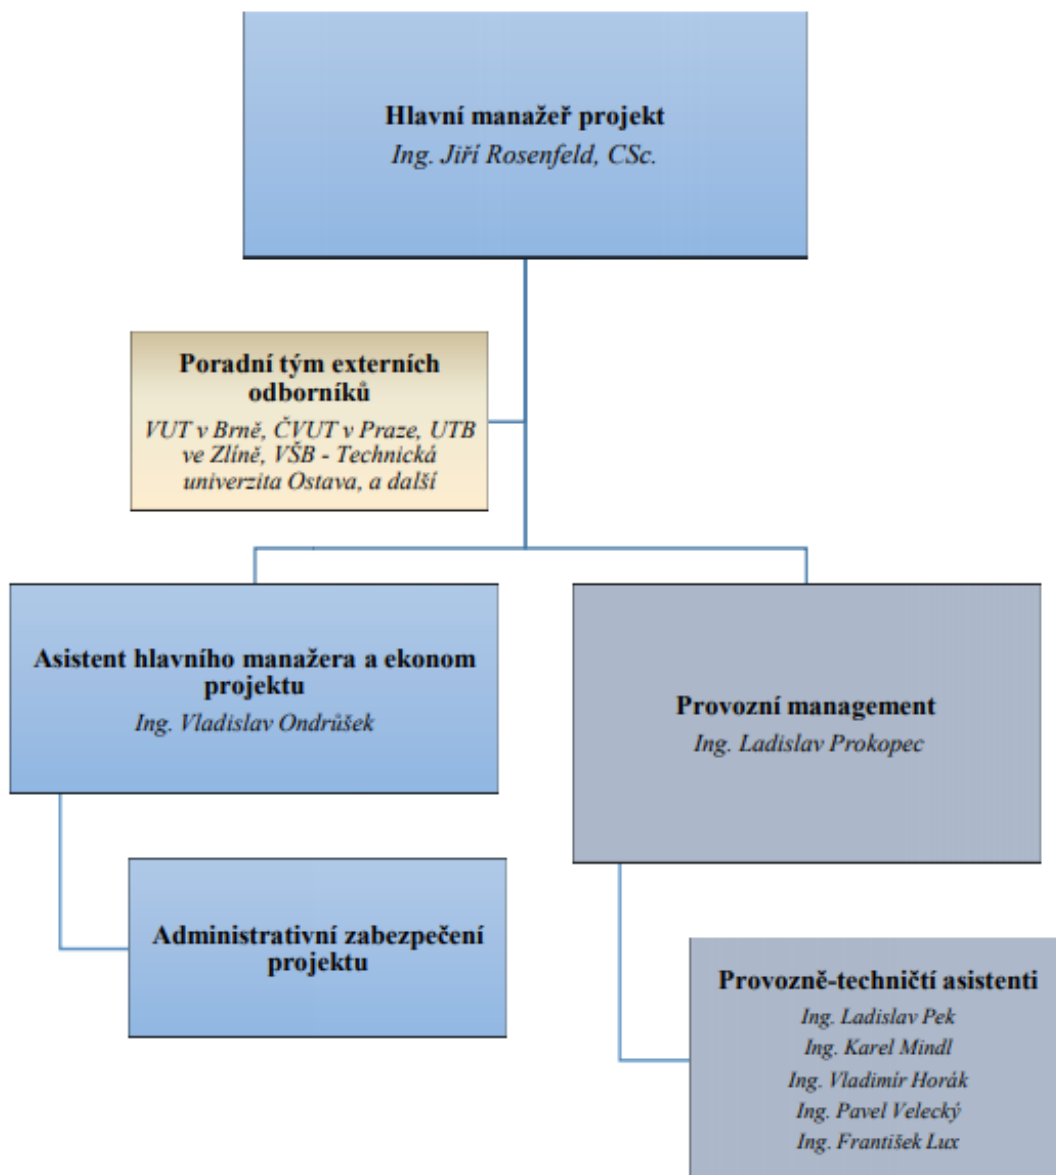 Hlavní manažeř projekt
Ing. Jiří Rosenfeld, CSc.
Poradní tým externích
odborníků
VUT v Brně, ČVUT v Praze, UTB
ve Zlíně, VŠB - Technická
univerzita Ostava, a další
Asistent hlavního manažera a ekonom
projektu
Ing. Vladislav Ondrůšek
Provozní management
Ing. Ladislav Prokopec
Administrativní zabezpečení
projektu
Provozně-techničtí asistenti
Ing. Ladislav Pek
Ing. Karel Mindl
Ing. Vladimír Horák
Ing. Pavel Velecký
Ing. František Lux